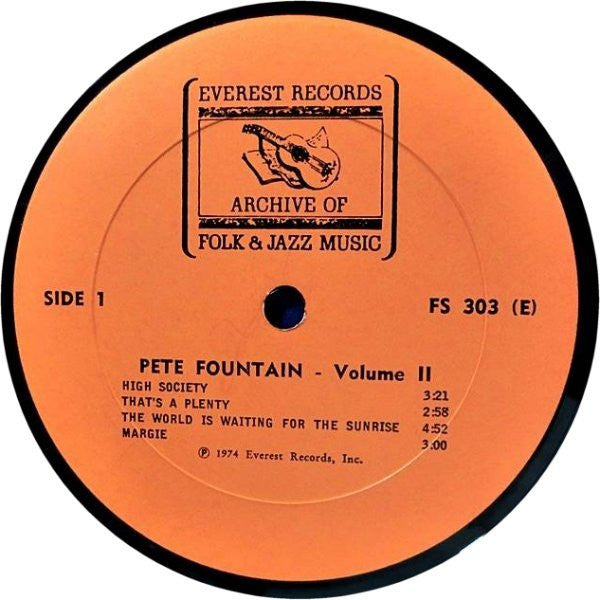 EVEREST RECORDS
ARCHIVE OF
FOLK & JAZZ MUSIC
SIDE 1
FS 303 (E)
PETE FOUNTAIN - Volume II
HIGH SOCIETY 3:21
THAT'S A PLENTY 2:58
THE WORLD IS WAITING FOR THE SUNRISE 4:52
MARGIE 3:00
℗ 1974 Everest Records, Inc.